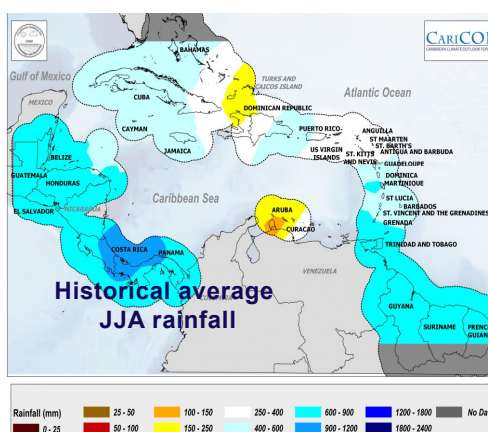 CARICO
CARIBBEAN CLIMATE OUTLOOK F
BAHAMAS
Gulf of Mexico
TURKS AND
CAICOS ISLAND
Atlantic Ocean
MEXICO
CUBA
DOMINICAN REPUBLIC
CAYMAN
PUERTO RICO
ANGUILLA
ST MAARTEN
ST. BARTH'S
JAMAICA
US VIRGIN
ISLANDS
ST. KITTS
AND NEVIS
ANTIGUA AND BARBUDA
BELIZE
GUADELOUPE
GUATEMALA
DOMINICA
HONDURAS
MARTINIQUE
Caribbean Sea
ST LUCIA
EL SALVADOR
NICARAGUA
ARUBA
BARBADOS
ST. VINCENT AND THE GRENADINES
CURACAO
GRENADA
COSTA RICA
PANAMA
TRINIDAD AND TOBAGO
VENEZUELA
Historical average
JJA rainfall
GUYANA
SURINAME
FRENC
GUIAN
Rainfall (mm)
25 - 50
100 - 150
250 - 400
600 - 900
1200 - 1800
No Da
0 - 25
50 - 100
150 - 250
400 - 600
900 - 1200
1800 - 2400